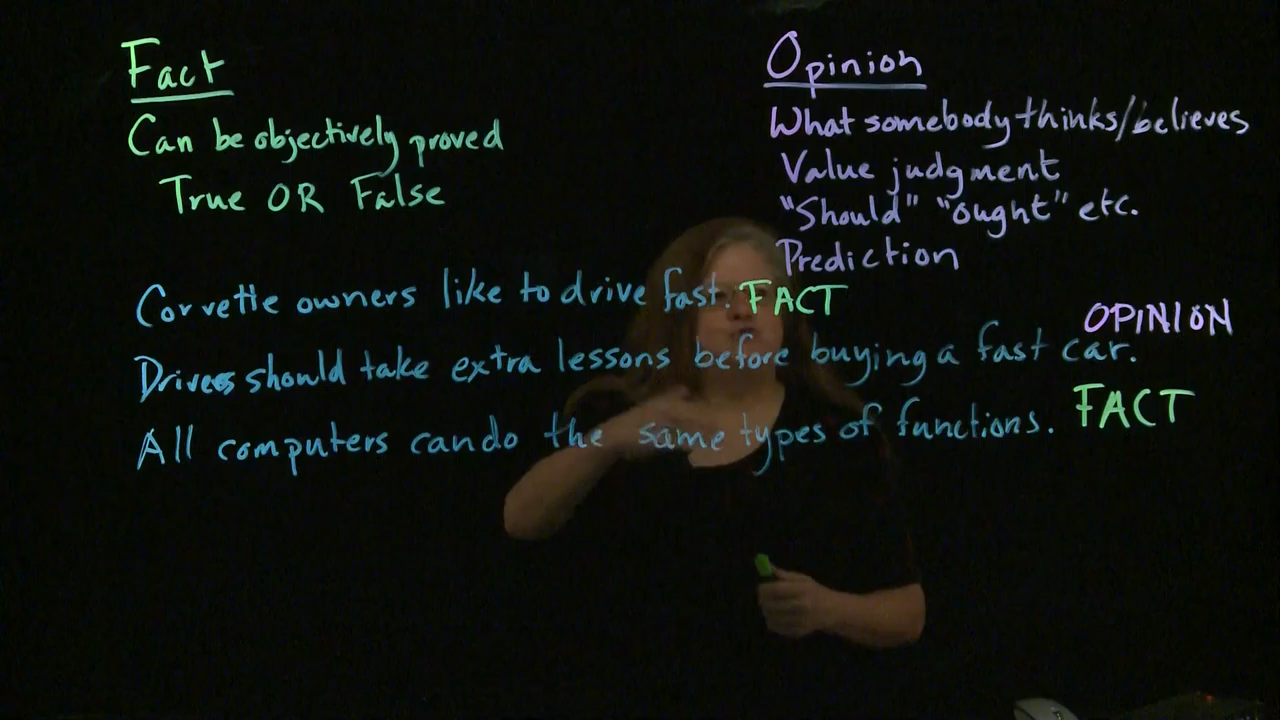 Fact
Can be objectively proved
True OR False
Opinion
What somebody thinks/believes
Value judgment
"Should" "ought" etc.
Prediction
Corvette owners like to drive fast. FACT
Drivers should take extra lessons before buying a fast car. OPINION
All computers can do the same types of functions. FACT